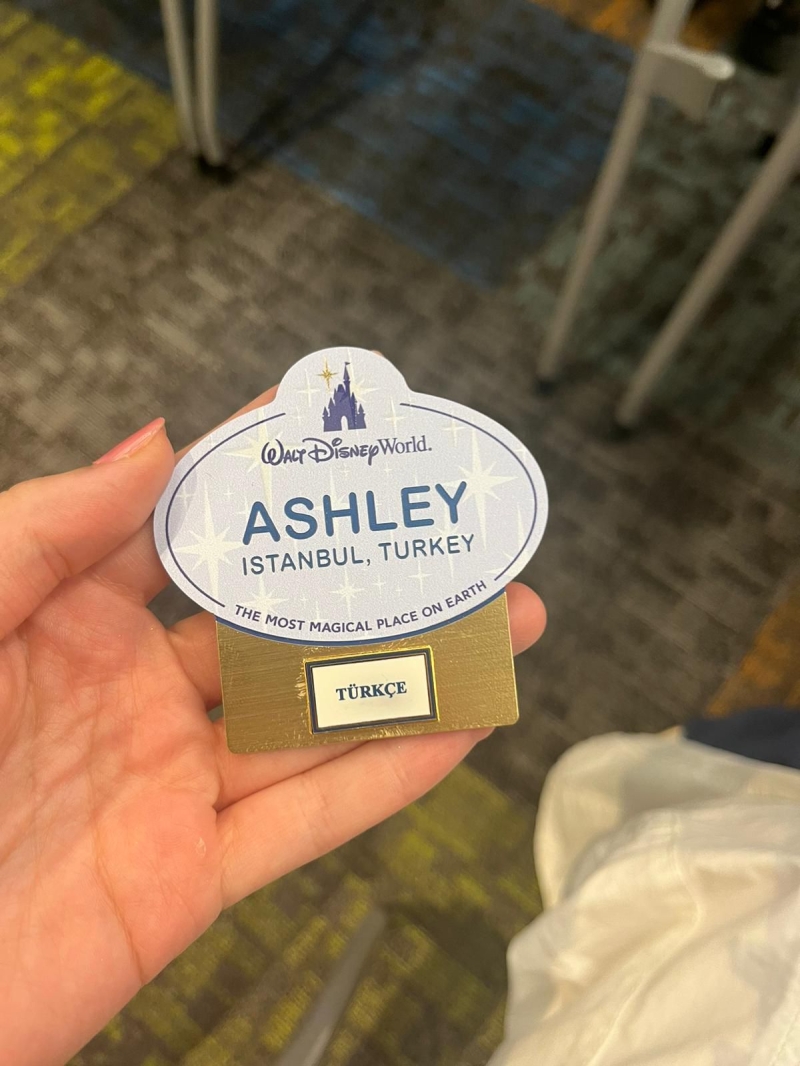 WALT DISNEY World.
ASHLEY
ISTANBUL, TURKEY
THE MOST MAGICAL PLACE ON EARTH
TÜRKÇE